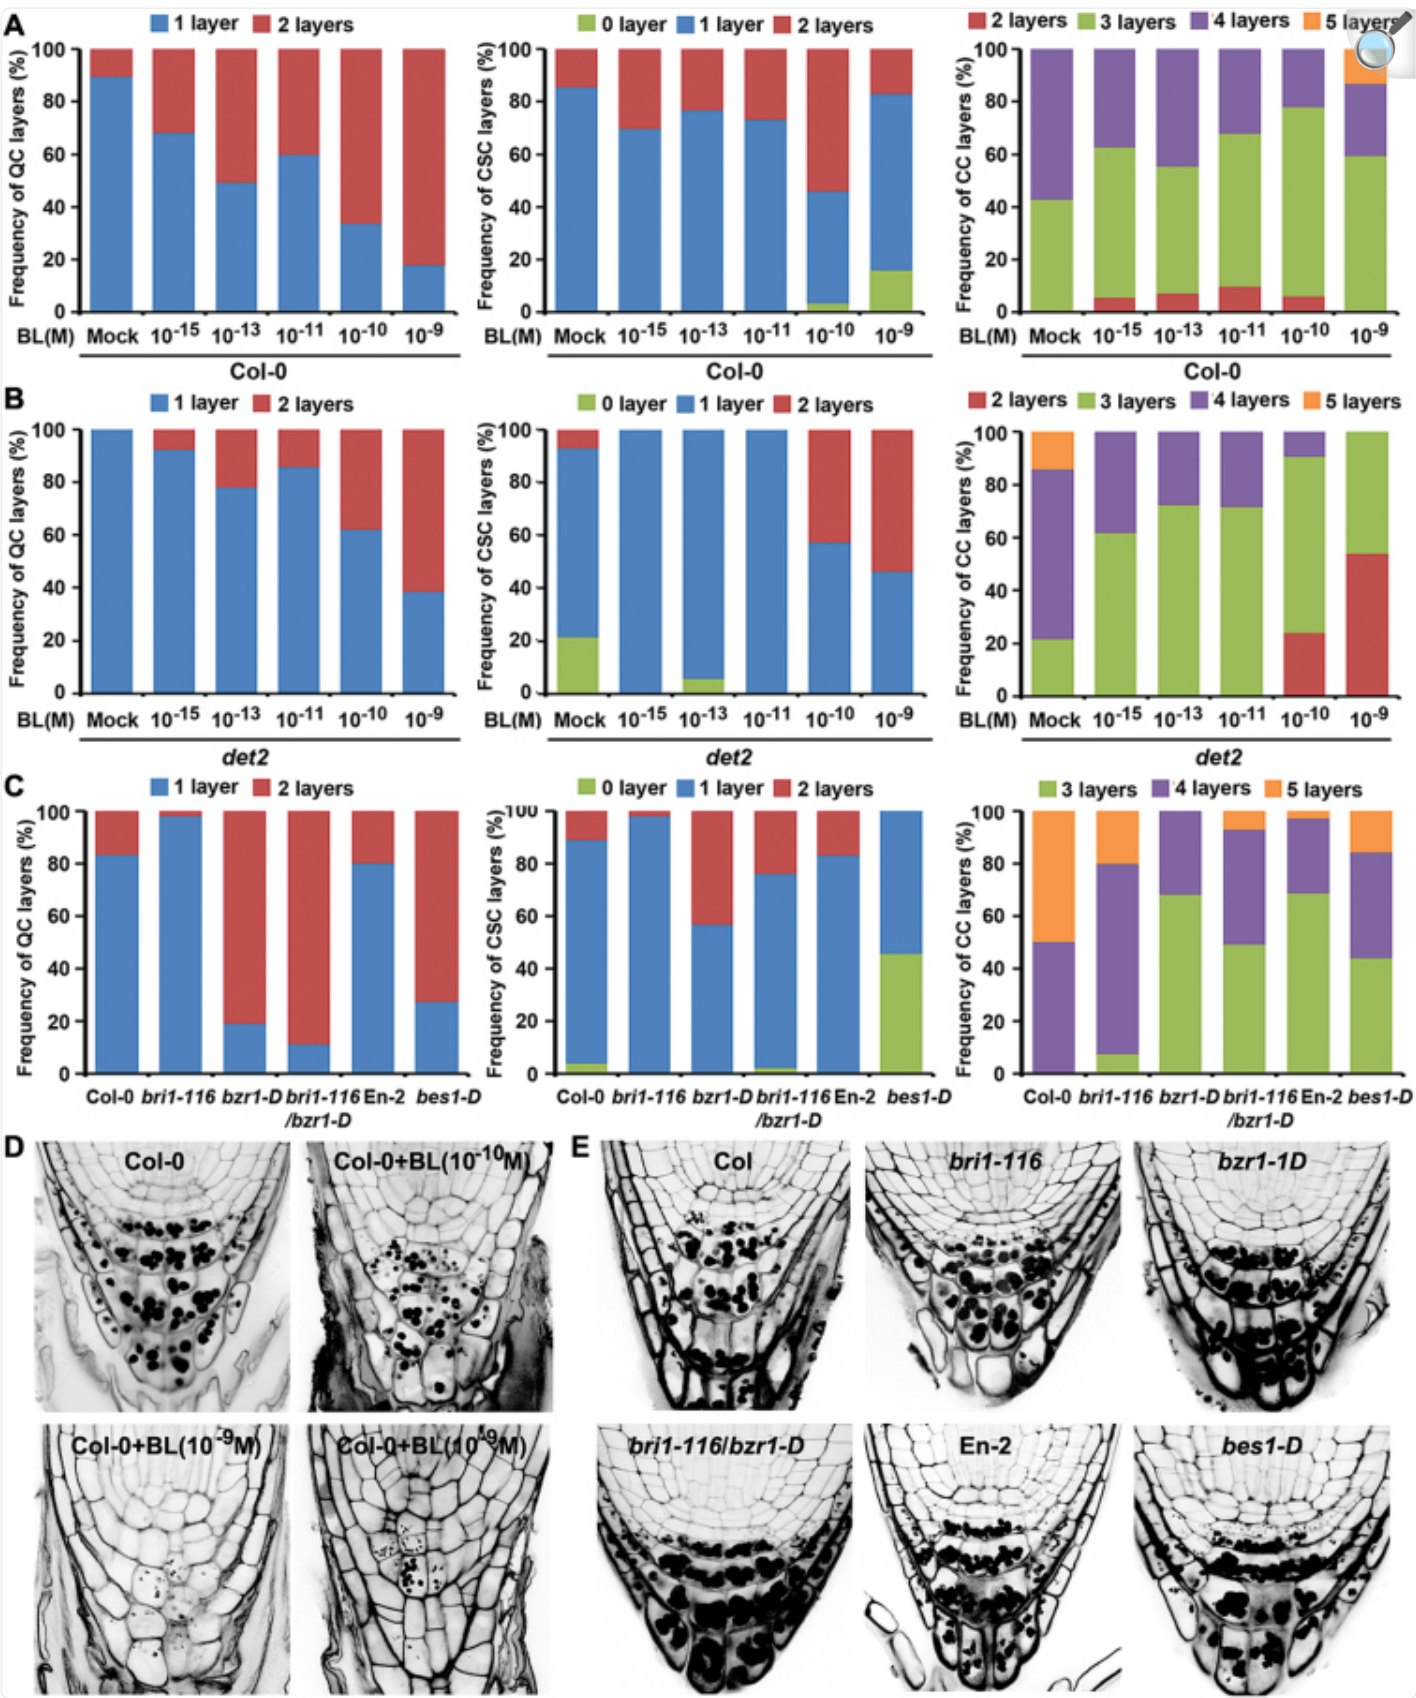 A
1 layer 2 layers
0 layer 1 layer 2 layers
2 layers 3 layers 4 layers 5 layers
Frequency of QC layers (%)
100
80
60
40
20
0
BL(M) Mock 10-15 10-13 10-11 10-10 10-9
Col-0
Frequency of CSC layers (%)
100
80
60
40
20
0
BL(M) Mock 10-15 10-13 10-11 10-10 10-9
Col-0
Frequency of CC layers (%)
100
80
60
40
20
0
BL(M) Mock 10-15 10-13 10-11 10-10 10-9
Col-0
B
1 layer 2 layers
0 layer 1 layer 2 layers
2 layers 3 layers 4 layers 5 layers
Frequency of QC layers (%)
100
80
60
40
20
0
BL(M) Mock 10-15 10-13 10-11 10-10 10-9
det2
Frequency of CSC layers (%)
100
80
60
40
20
0
BL(M) Mock 10-15 10-13 10-11 10-10 10-9
det2
Frequency of CC layers (%)
100
80
60
40
20
0
BL(M) Mock 10-15 10-13 10-11 10-10 10-9
det2
C
1 layer 2 layers
0 layer 1 layer 2 layers
3 layers 4 layers 5 layers
Frequency of QC layers (%)
100
80
60
40
20
0
Col-0 bri1-116 bzr1-D bri1-116 En-2 bes1-D
/bzr1-D
Frequency of CSC layers (%)
100
80
60
40
20
0
Col-0 bri1-116 bzr1-D bri1-116 En-2 bes1-D
/bzr1-D
Frequency of CC layers (%)
100
80
60
40
20
0
Col-0 bri1-116 bzr1-D bri1-116 En-2 bes1-D
/bzr1-D
D
Col-0
Col-0+BL(10-10M)
Col-0+BL(10-9M)
Col-0+BL(10-9M)
E
Col
bri1-116
bzr1-1D
bri1-116/bzr1-D
En-2
bes1-D